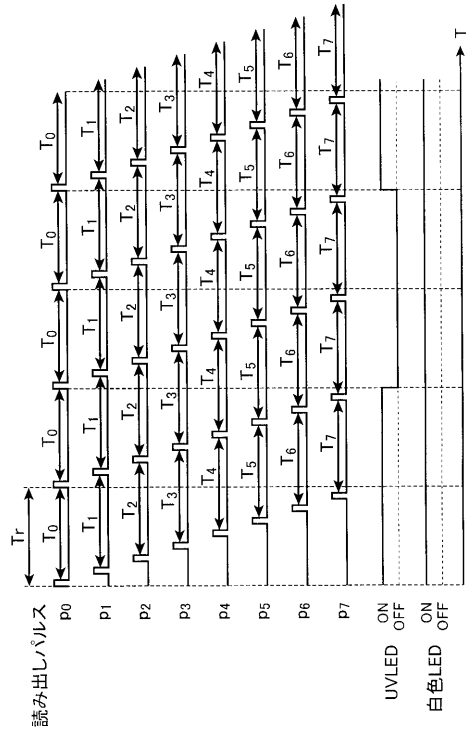 読み出しパルス
Tr
p0 T0 T0 T0 T0 T0
p1 T1 T1 T1 T1 T1
p2 T2 T2 T2 T2 T2
p3 T3 T3 T3 T3 T3
p4 T4 T4 T4 T4 T4
p5 T5 T5 T5 T5 T5
p6 T6 T6 T6 T6 T6
p7 T7 T7 T7 T7 T7
UVLED ON
OFF
白色LED ON
OFF
T